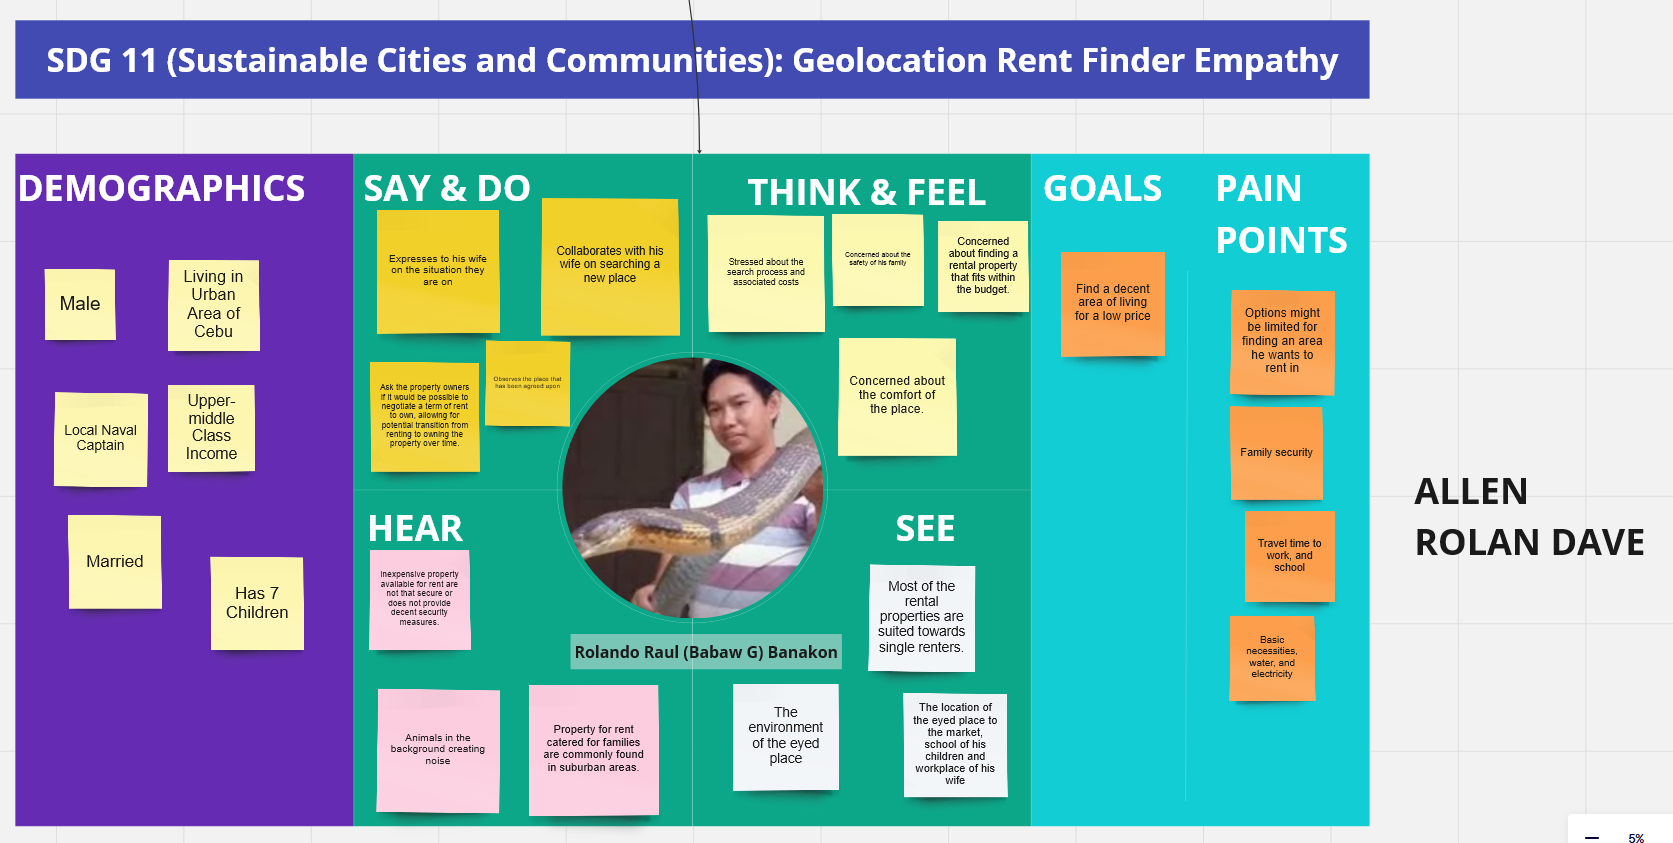 SDG 11 (Sustainable Cities and Communities): Geolocation Rent Finder Empathy
DEMOGRAPHICS
Male
Living in
Urban
Area of
Cebu
Local Naval
Captain
Upper-
middle
Class
Income
Married
Has 7
Children
SAY & DO
Expresses to his wife
on the situation they
are on
Collaborates with his
wife on searching a
new place
Ask the property owners
if it would be possible to
negotiate a term of rent
to own, allowing for
potential transition from
renting to owning the
property over time.
Observes the place that
has been agreed upon
THINK & FEEL
Stressed about the
search process and
associated costs
Concerned about the
safety of his family
Concerned
about finding a
rental property
that fits within
the budget.
Concerned about
the comfort of
the place.
HEAR
Inexpensive property
available for rent are
not that secure or
does not provide
decent security
measures.
Animals in the
background creating
noise
Property for rent
catered for families
are commonly found
in suburban areas.
Rolando Raul (Babaw G) Banakon
SEE
Most of the
rental
properties are
suited towards
single renters.
The
environment
of the eyed
place
The location of
the eyed place to
the market,
school of his
children and
workplace of his
wife
GOALS
Find a decent
area of living
for a low price
PAIN
POINTS
Options might
be limited for
finding an area
he wants to
rent in
Family security
Travel time to
work, and
school
Basic
necessities,
water, and
electricity
ALLEN
ROLAN DAVE
5%